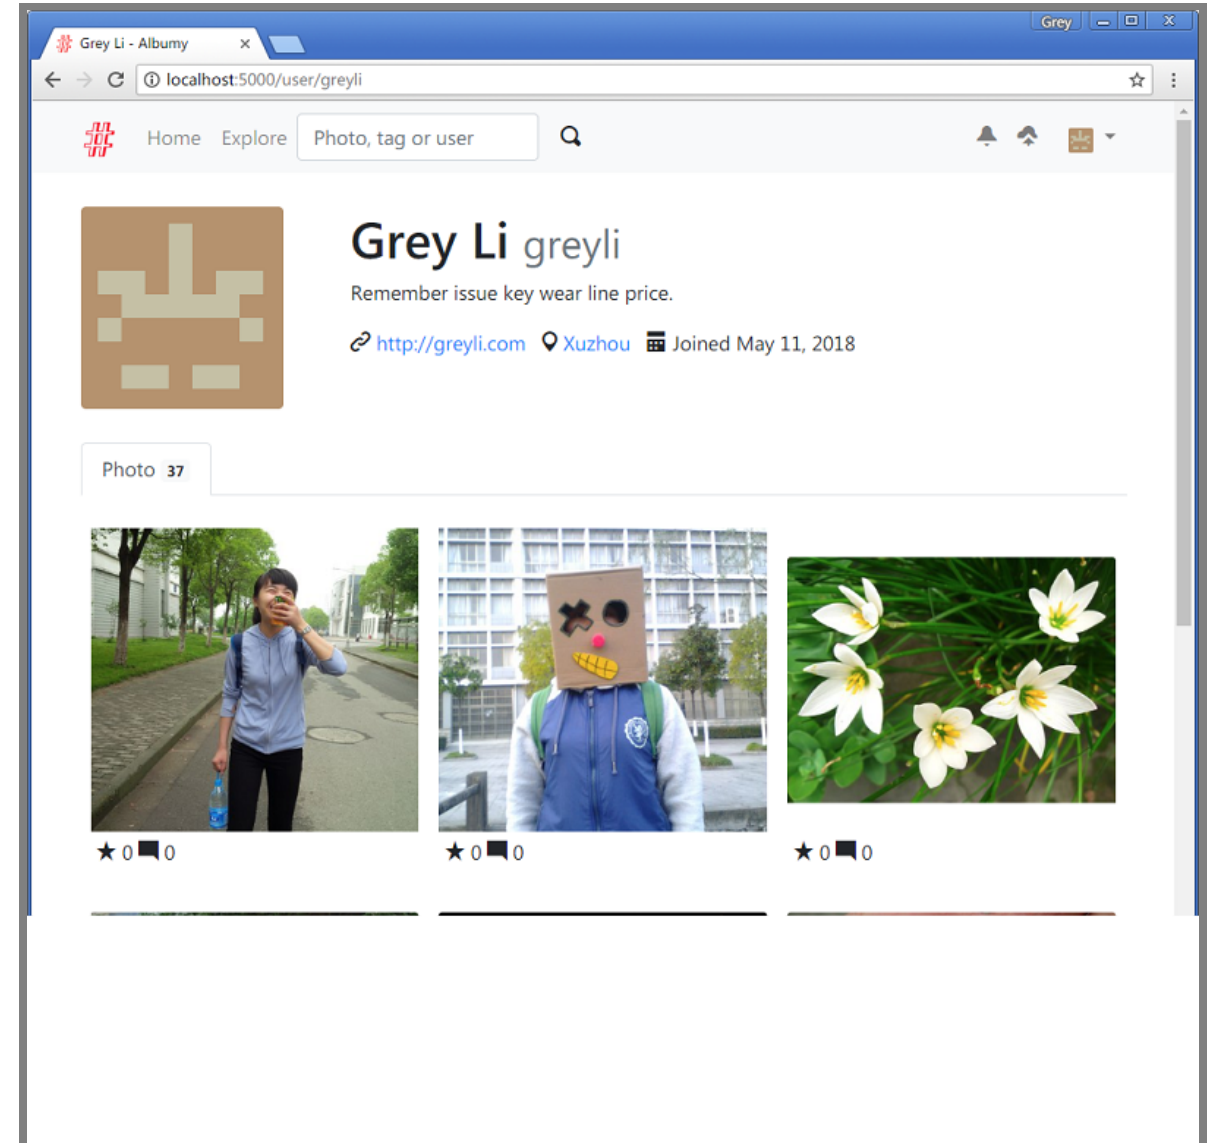 Grey
Grey Li - Albumy
localhost:5000/user/greyli
Home Explore Photo, tag or user
Grey Li greyli
Remember issue key wear line price.
http://greyli.com Xuzhou Joined May 11, 2018
Photo 37
0 0 0 0 0 0